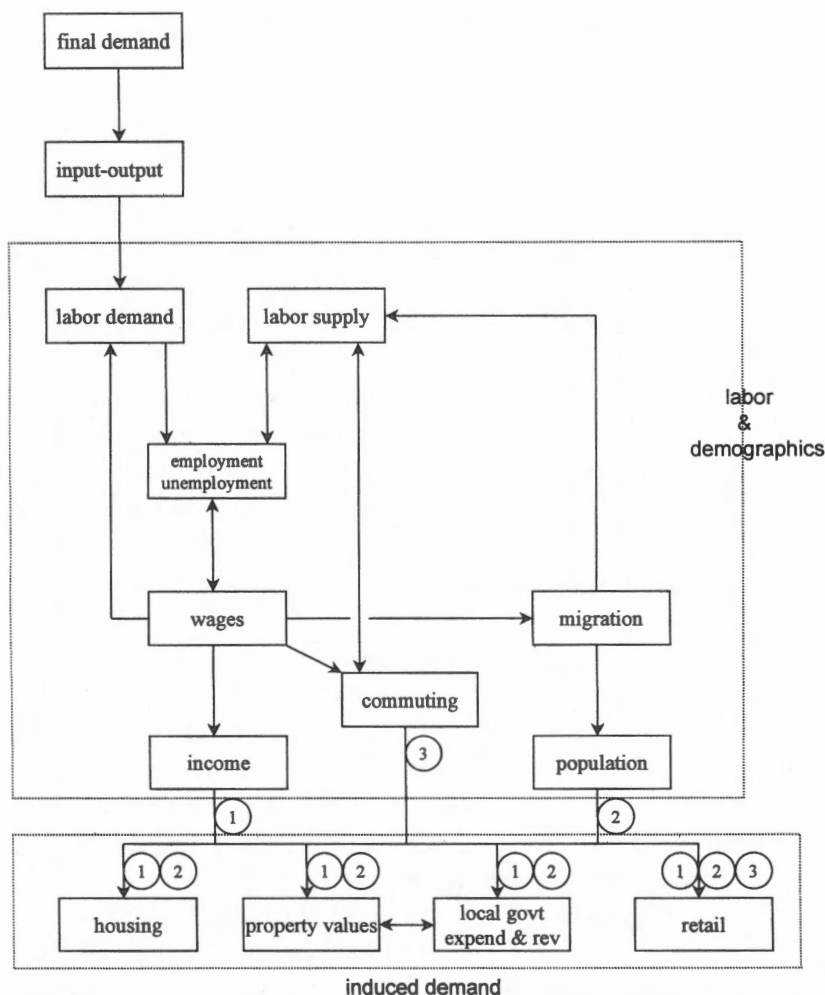 final demand
input-output
labor demand
labor supply
labor
&
demographics
employment
unemployment
wages
migration
commuting
income
3
population
1
2
1 2
1 2
1 2
1 2 3
housing
property values
local govt
expend & rev
retail
induced demand